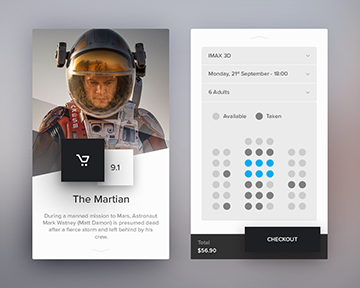 9.1
The Martian
During a manned mission to Mars, Astronaut
Mark Watney (Matt Damon) is presumed dead
after a fierce storm and left behind by his
crew.
IMAX 3D
Monday, 21st September - 18:00
6 Adults
Available
Taken
Total
$56.90
CHECKOUT